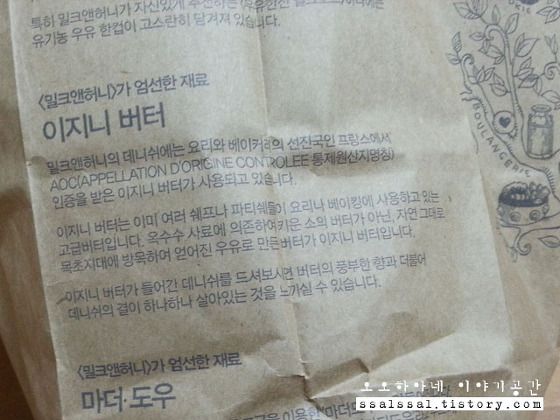 특히 밀크앤허니가 자신있게
유기농 우유 한컵이 고스란히 담겨져 있습니다.
〈밀크앤허니〉가 엄선한 재료
이지니 버터
밀크앤허니의 데니쉬에는 요리와 베이커리의 선진국인 프랑스에서
AOC(APPELLATION D'ORIGINE CONTROLEE 통제원산지명칭)
인증을 받은 이지니 버터가 사용되고 있습니다.
이지니 버터는 이미 여러 쉐프나 파티쉐들이 요리나 베이킹에 사용하고 있는
고급버터입니다. 옥수수 사료에 의존하여 키운 소의 버터가 아닌, 자연 그대로
목초지대에 방목하여 얻어진 우유로 만든 버터가 이지니 버터입니다.
이지니 버터가 들어간 데니쉬를 드셔보시면 버터의 풍부한 향과 더불어
데니쉬의 결이 하나하나 살아있는 것을 느끼실 수 있습니다.
〈밀크앤허니〉가 엄선한 재료
마더·도우
이용한 "마더
BOULANGERIE
오오하아네 이야기공간
ssalssal.tistory.com